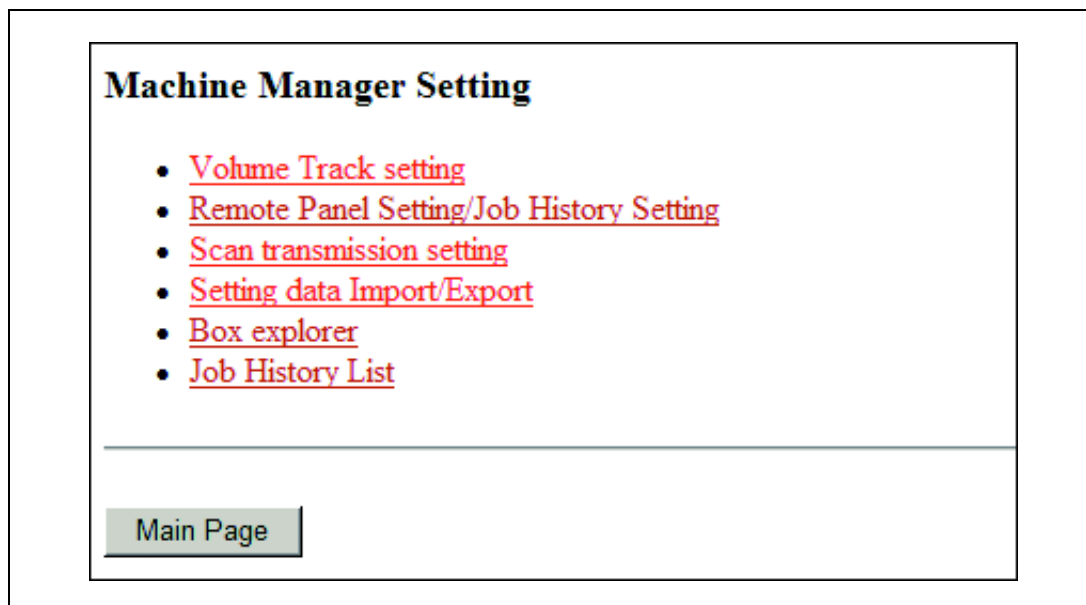 Machine Manager Setting
Volume Track setting
Remote Panel Setting/Job History Setting
Scan transmission setting
Setting data Import/Export
Box explorer
Job History List
Main Page